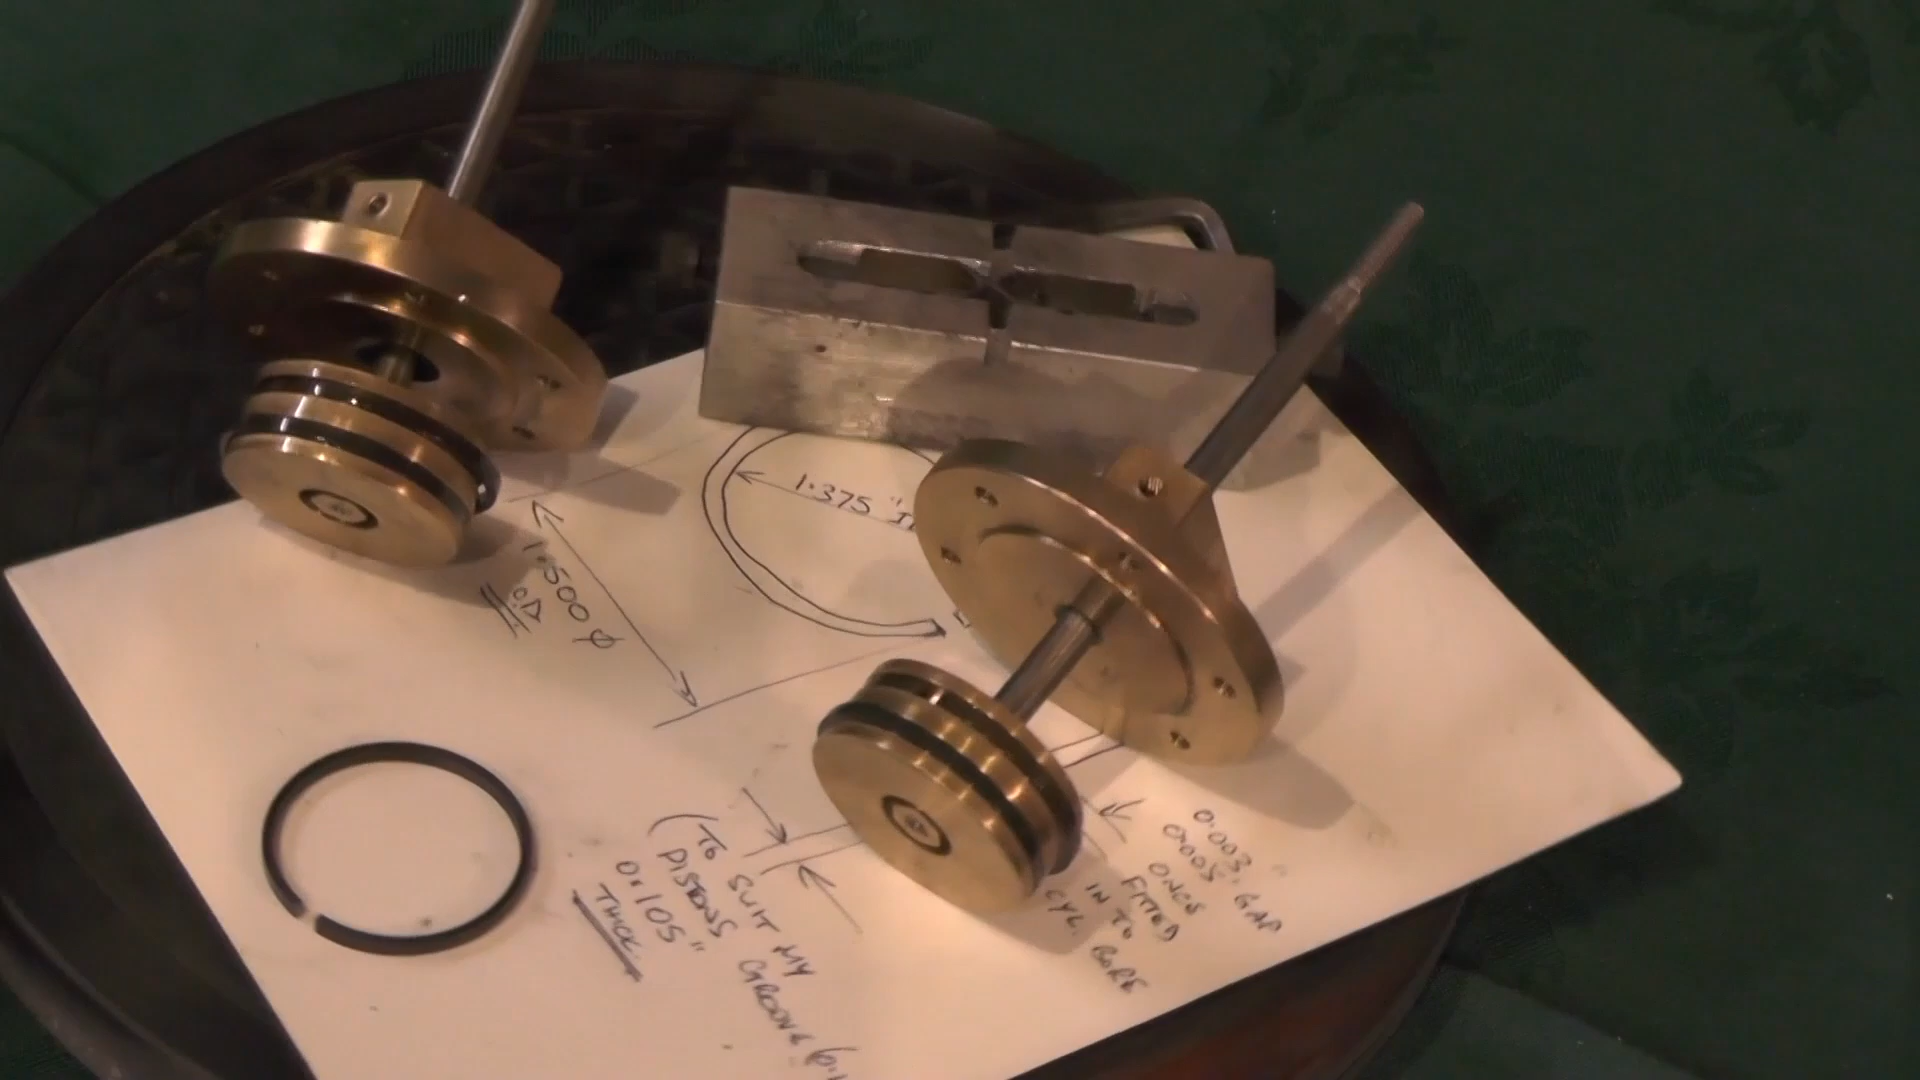 1.375 "
1.500 ϕ
O.D
0.003"
0.005 GAP
ONCE
FITTED
IN TO
CYL. BORE
(TO SUIT MY
PISTONS GROOVE
0.105"
THICK